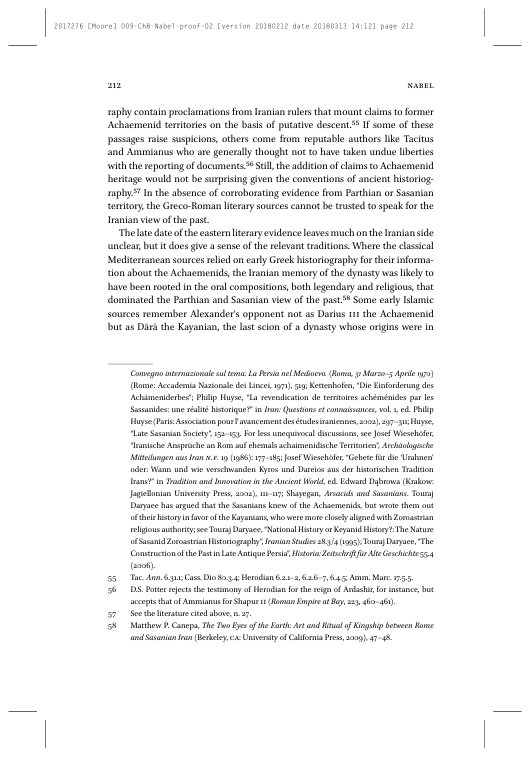 2017276 [Moore] 009-Ch8-Nabel-proof-02 [version 20180212 date 20180313 14:12] page 212
212
NABEL
raphy contain proclamations from Iranian rulers that mount claims to former
Achaemenid territories on the basis of putative descent.55 If some of these
passages raise suspicions, others come from reputable authors like Tacitus
and Ammianus who are generally thought not to have taken undue liberties
with the reporting of documents.56 Still, the addition of claims to Achaemenid
heritage would not be surprising given the conventions of ancient historiog-
raphy.57 In the absence of corroborating evidence from Parthian or Sasanian
territory, the Greco-Roman literary sources cannot be trusted to speak for the
Iranian view of the past.
The late date of the eastern literary evidence leaves much on the Iranian side
unclear, but it does give a sense of the relevant traditions. Where the classical
Mediterranean sources relied on early Greek historiography for their informa-
tion about the Achaemenids, the Iranian memory of the dynasty was likely to
have been rooted in the oral compositions, both legendary and religious, that
dominated the Parthian and Sasanian view of the past.58 Some early Islamic
sources remember Alexander's opponent not as Darius III the Achaemenid
but as Dārā the Kayanian, the last scion of a dynasty whose origins were in
Convegno internazionale sul tema: La Persia nel Medioevo. (Roma, 31 Marzo–5 Aprile 1970)
(Rome: Accademia Nazionale dei Lincei, 1971), 519; Kettenhofen, “Die Einforderung des
Achämeniderbes”; Philip Huyse, “La revendication de territoires achéménides par les
Sassanides: une réalité historique?” in Iran: Questions et connaissances, vol. 1, ed. Philip
Huyse (Paris: Association pour l’ avancement des études iraniennes, 2002), 297–311; Huyse,
“Late Sasanian Society”, 152–153. For less unequivocal discussions, see Josef Wiesehöfer,
“Iranische Ansprüche an Rom auf ehemals achaimenidische Territorien”, Archäologische
Mitteilungen aus Iran N.F. 19 (1986): 177–185; Josef Wiesehöfer, “Gebete für die ‘Urahnen’
oder: Wann und wie verschwanden Kyros und Dareios aus der historischen Tradition
Irans?” in Tradition and Innovation in the Ancient World, ed. Edward Dąbrowa (Krakow:
Jagiellonian University Press, 2002), 111–117; Shayegan, Arsacids and Sasanians. Touraj
Daryaee has argued that the Sasanians knew of the Achaemenids, but wrote them out
of their history in favor of the Kayanians, who were more closely aligned with Zoroastrian
religious authority; see Touraj Daryaee, “National History or Keyanid History?: The Nature
of Sasanid Zoroastrian Historiography”, Iranian Studies 28.3/4 (1995); Touraj Daryaee, “The
Construction of the Past in Late Antique Persia”, Historia: Zeitschrift für Alte Geschichte 55.4
(2006).
55 Tac. Ann. 6.31.1; Cass. Dio 80.3.4; Herodian 6.2.1–2, 6.2.6–7, 6.4.5; Amm. Marc. 17.5.5.
56 D.S. Potter rejects the testimony of Herodian for the reign of Ardashir, for instance, but
accepts that of Ammianus for Shapur II (Roman Empire at Bay, 223, 460–461).
57 See the literature cited above, n. 27.
58 Matthew P. Canepa, The Two Eyes of the Earth: Art and Ritual of Kingship between Rome
and Sasanian Iran (Berkeley, CA: University of California Press, 2009), 47–48.